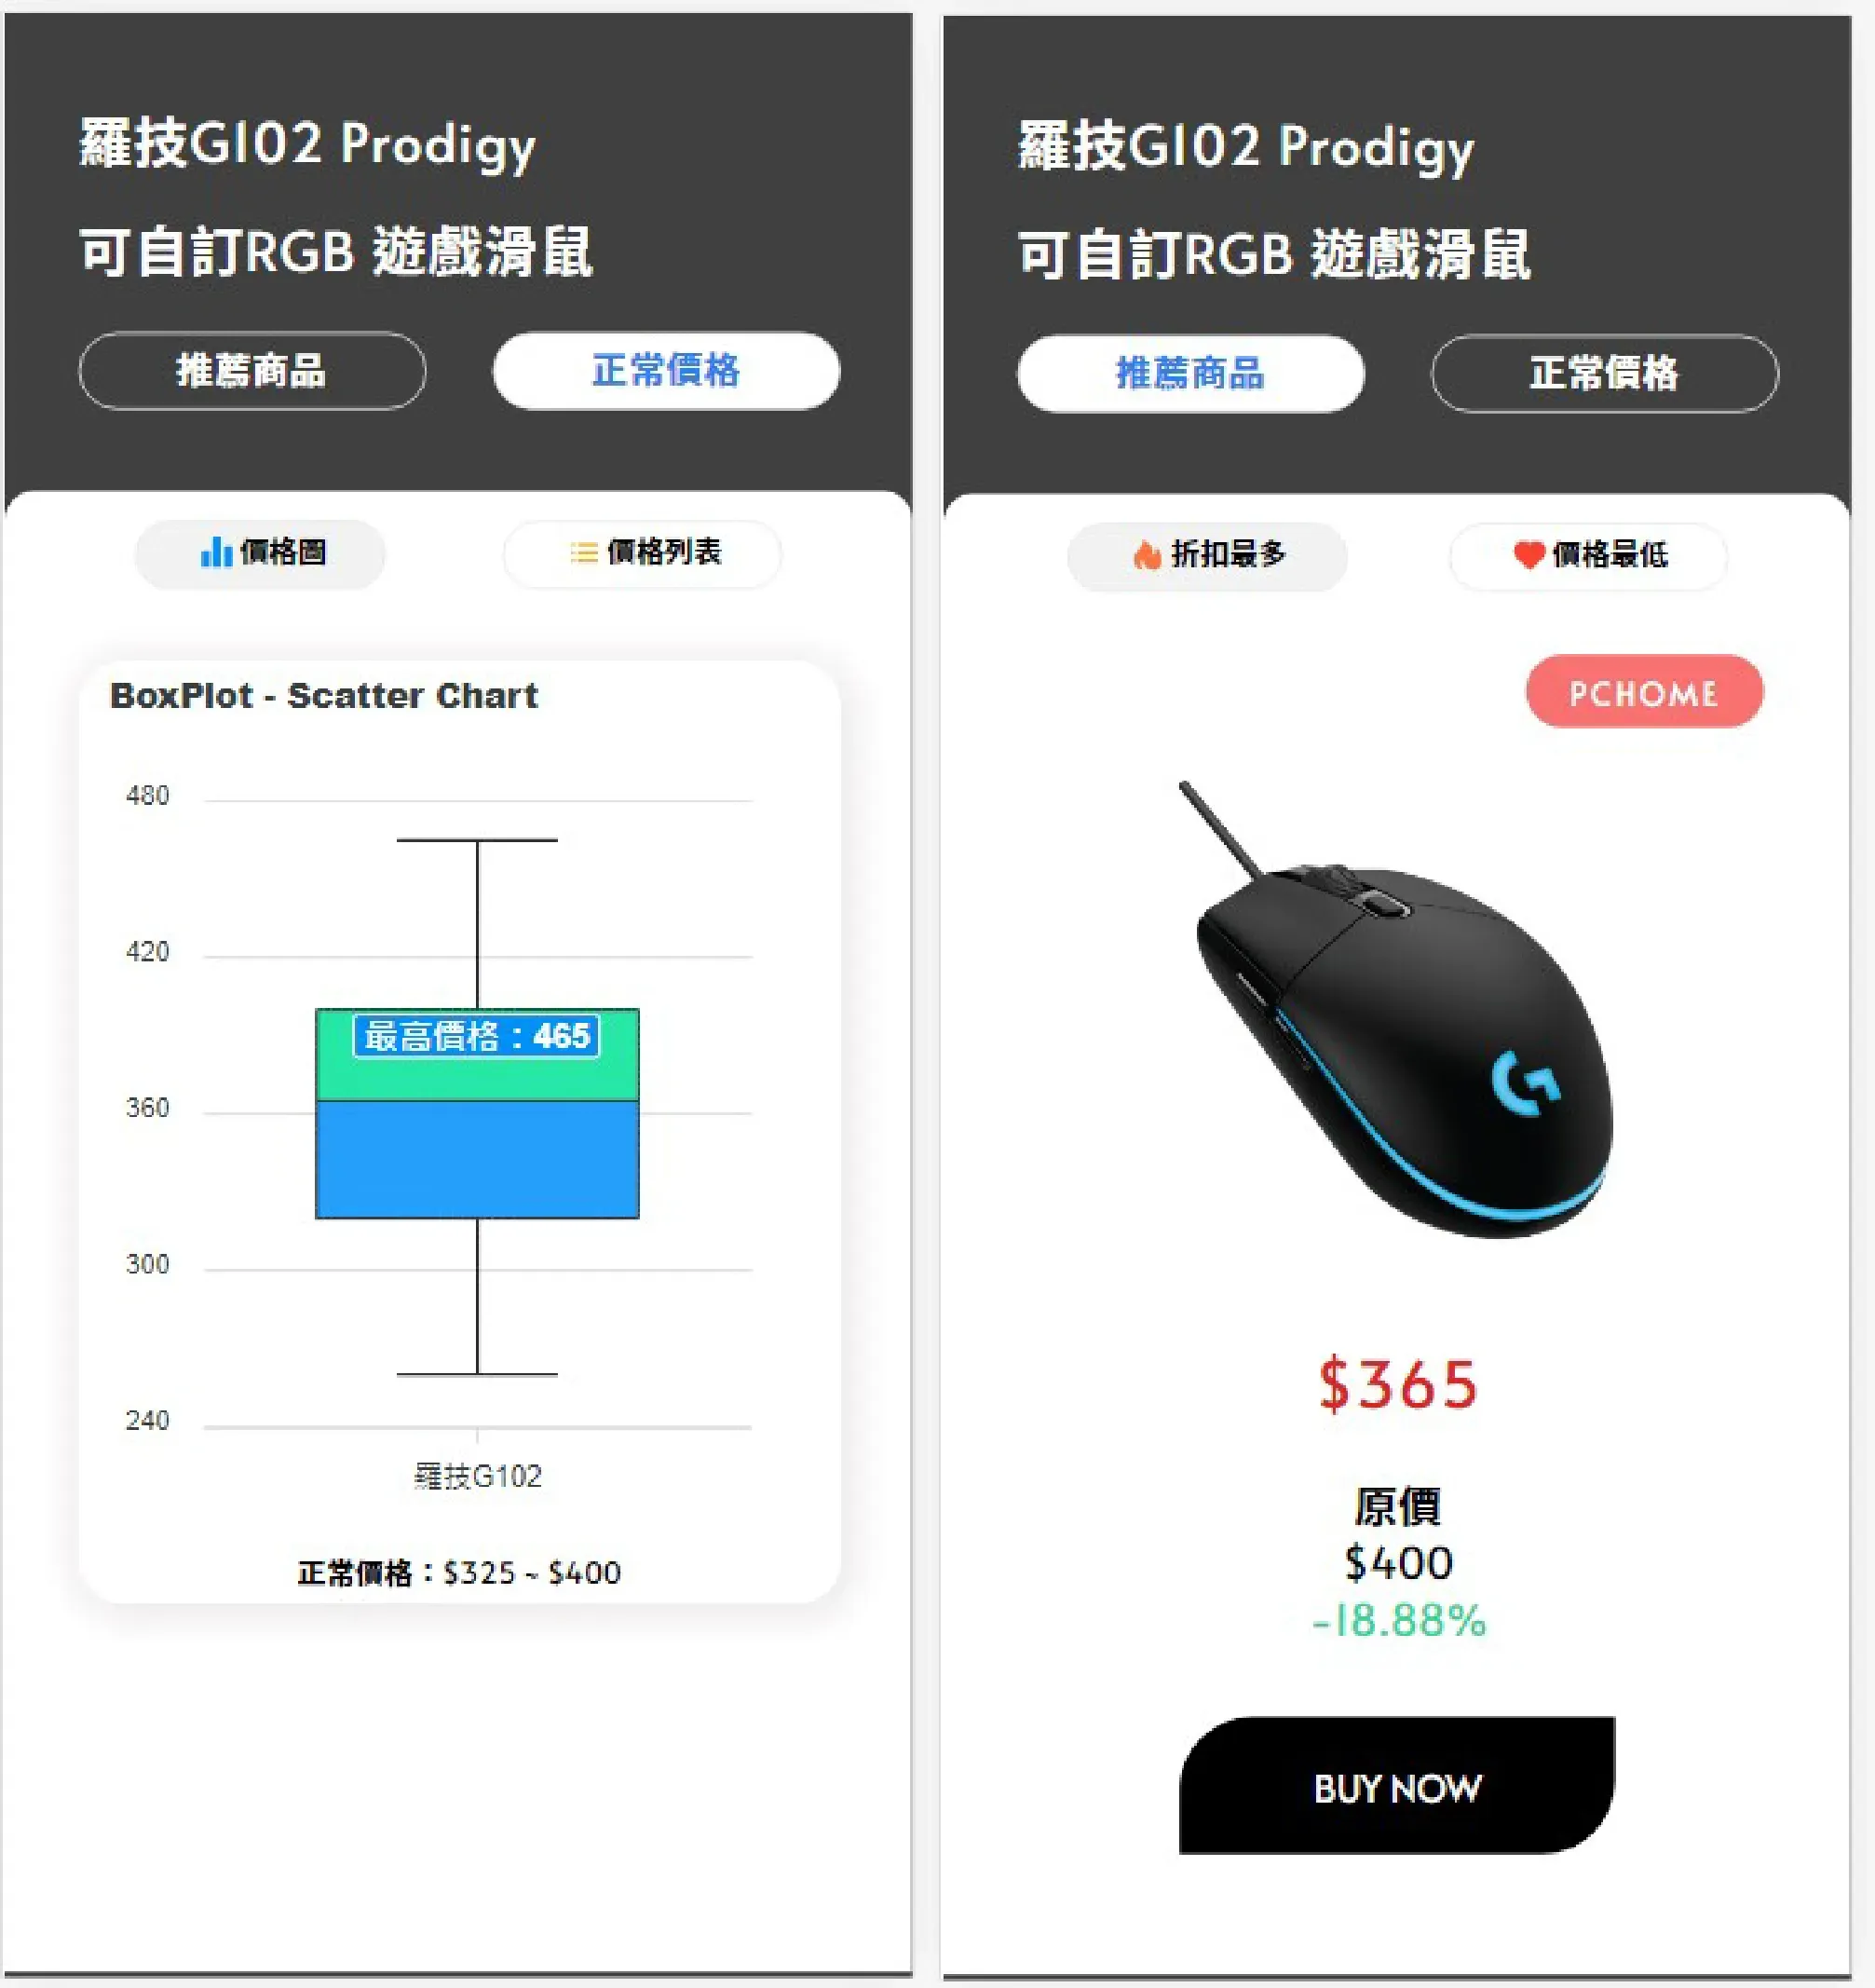 羅技G102 Prodigy
可自訂RGB 遊戲滑鼠
推薦商品 正常價格
價格圖 價格列表
BoxPlot - Scatter Chart
480
420
最高價格：465
360
300
240
羅技G102
正常價格：$325 ~ $400
羅技G102 Prodigy
可自訂RGB 遊戲滑鼠
推薦商品 正常價格
折扣最多 價格最低
PCHOME
$365
原價
$400
-18.88%
BUY NOW